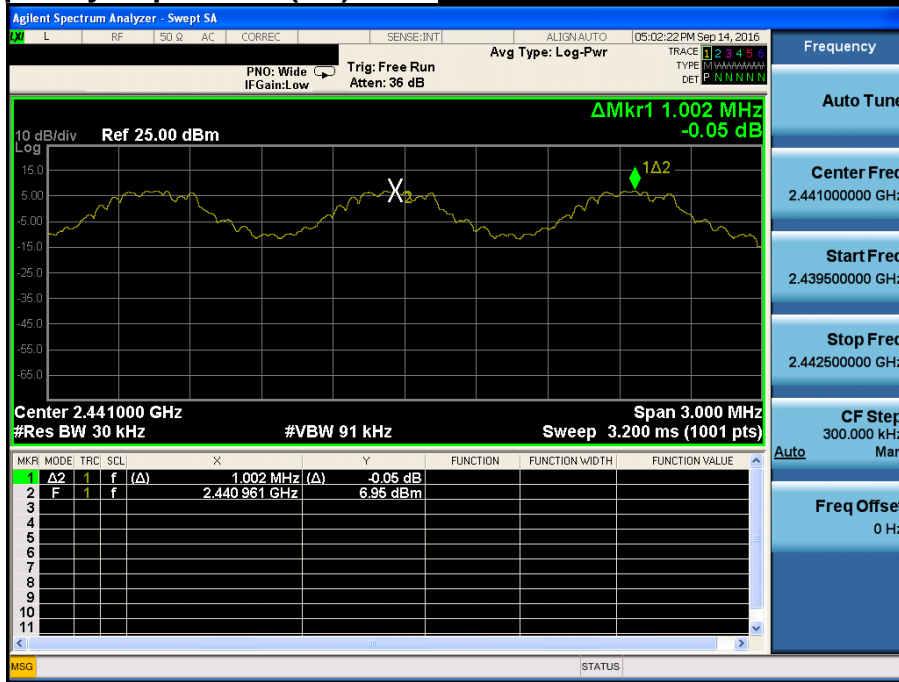 Agilent Spectrum Analyzer - Swept SA
LXI L RF 50 Ω AC CORREC SENSE:INT ALIGN AUTO 05:02:22 PM Sep 14, 2016
Avg Type: Log-Pwr
TRACE 1 2 3 4 5 6
TYPE M WWWWW
DET P N N N N N
PNO: Wide
IFGain:Low
Trig: Free Run
Atten: 36 dB
ΔMkr1 1.002 MHz
-0.05 dB
10 dB/div Ref 25.00 dBm
Log
15.0
5.00
-5.00
-15.0
-25.0
-35.0
-45.0
-55.0
-65.0
1Δ2
X2
Center 2.441000 GHz Span 3.000 MHz
#Res BW 30 kHz #VBW 91 kHz Sweep 3.200 ms (1001 pts)
MKR MODE TRC SCL X Y FUNCTION FUNCTION WIDTH FUNCTION VALUE
1 Δ2 1 f (Δ) 1.002 MHz (Δ) -0.05 dB
2 F 1 f 2.440 961 GHz 6.95 dBm
3
4
5
6
7
8
9
10
11
MSG STATUS
Frequency
Auto Tune
Center Freq
2.441000000 GHz
Start Freq
2.439500000 GHz
Stop Freq
2.442500000 GHz
CF Step
300.000 kHz
Auto Man
Freq Offset
0 Hz